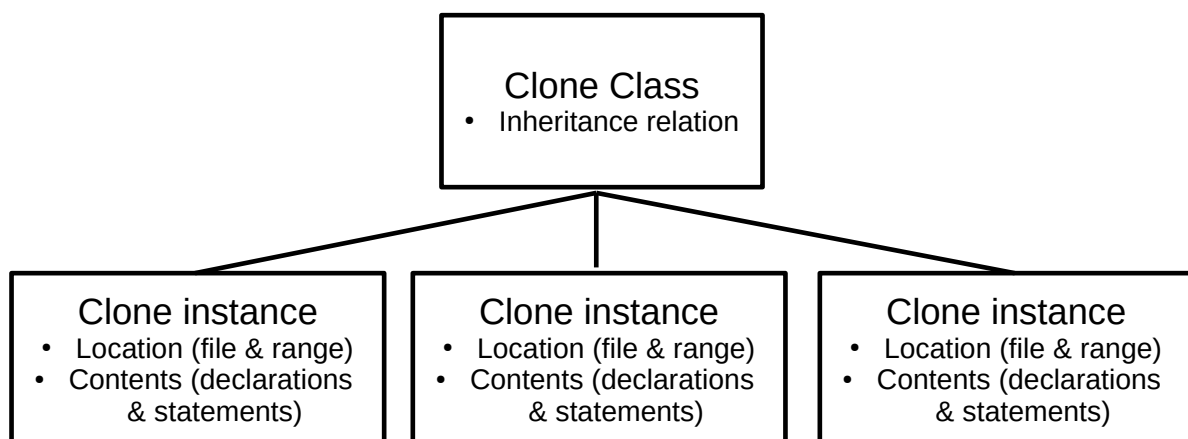 Clone Class
• Inheritance relation
Clone instance
• Location (file & range)
• Contents (declarations
& statements)
Clone instance
• Location (file & range)
• Contents (declarations
& statements)
Clone instance
• Location (file & range)
• Contents (declarations
& statements)